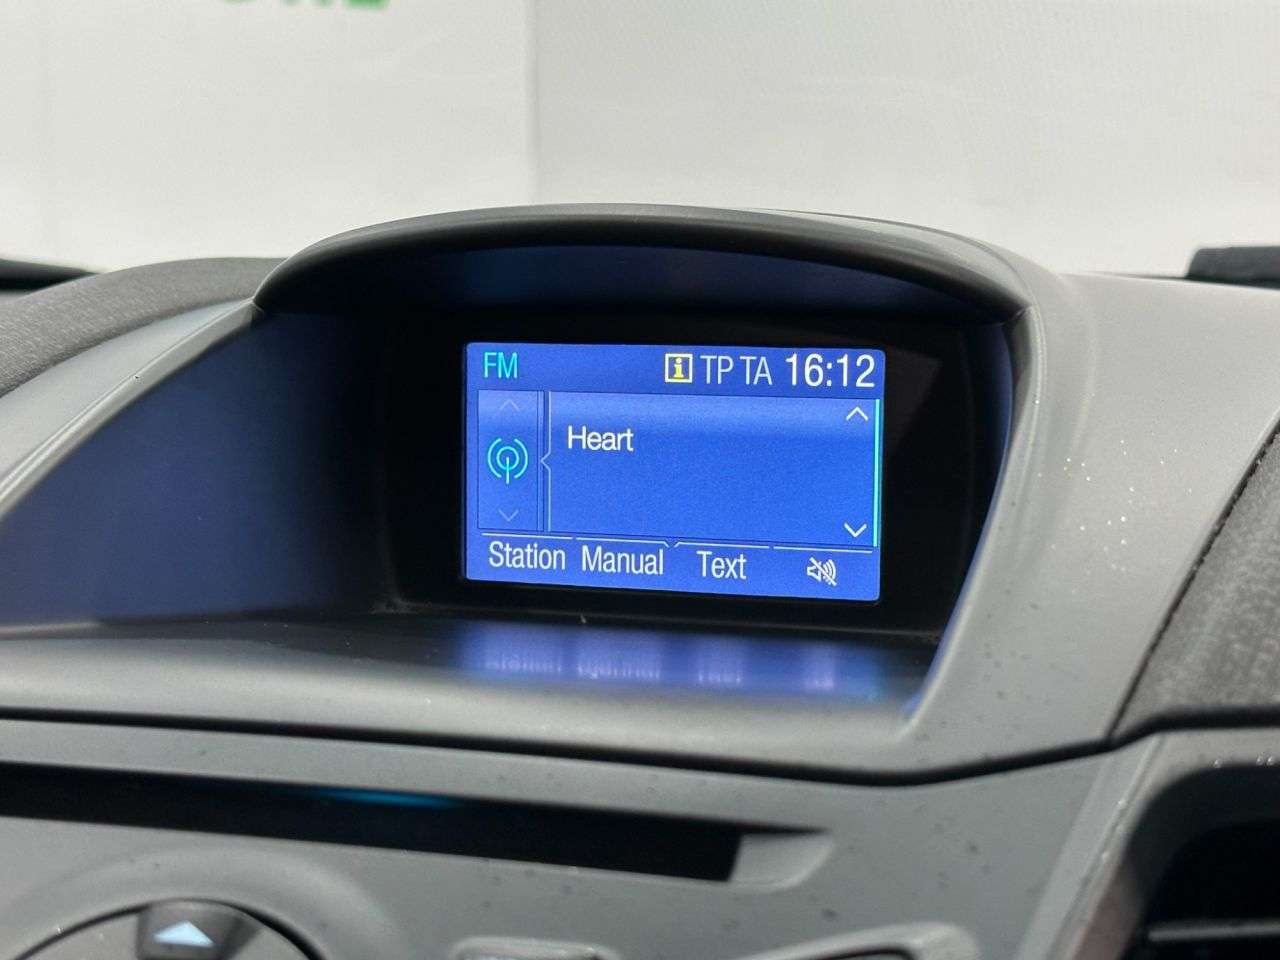 FM i TP TA 16:12
Heart
Station Manual Text